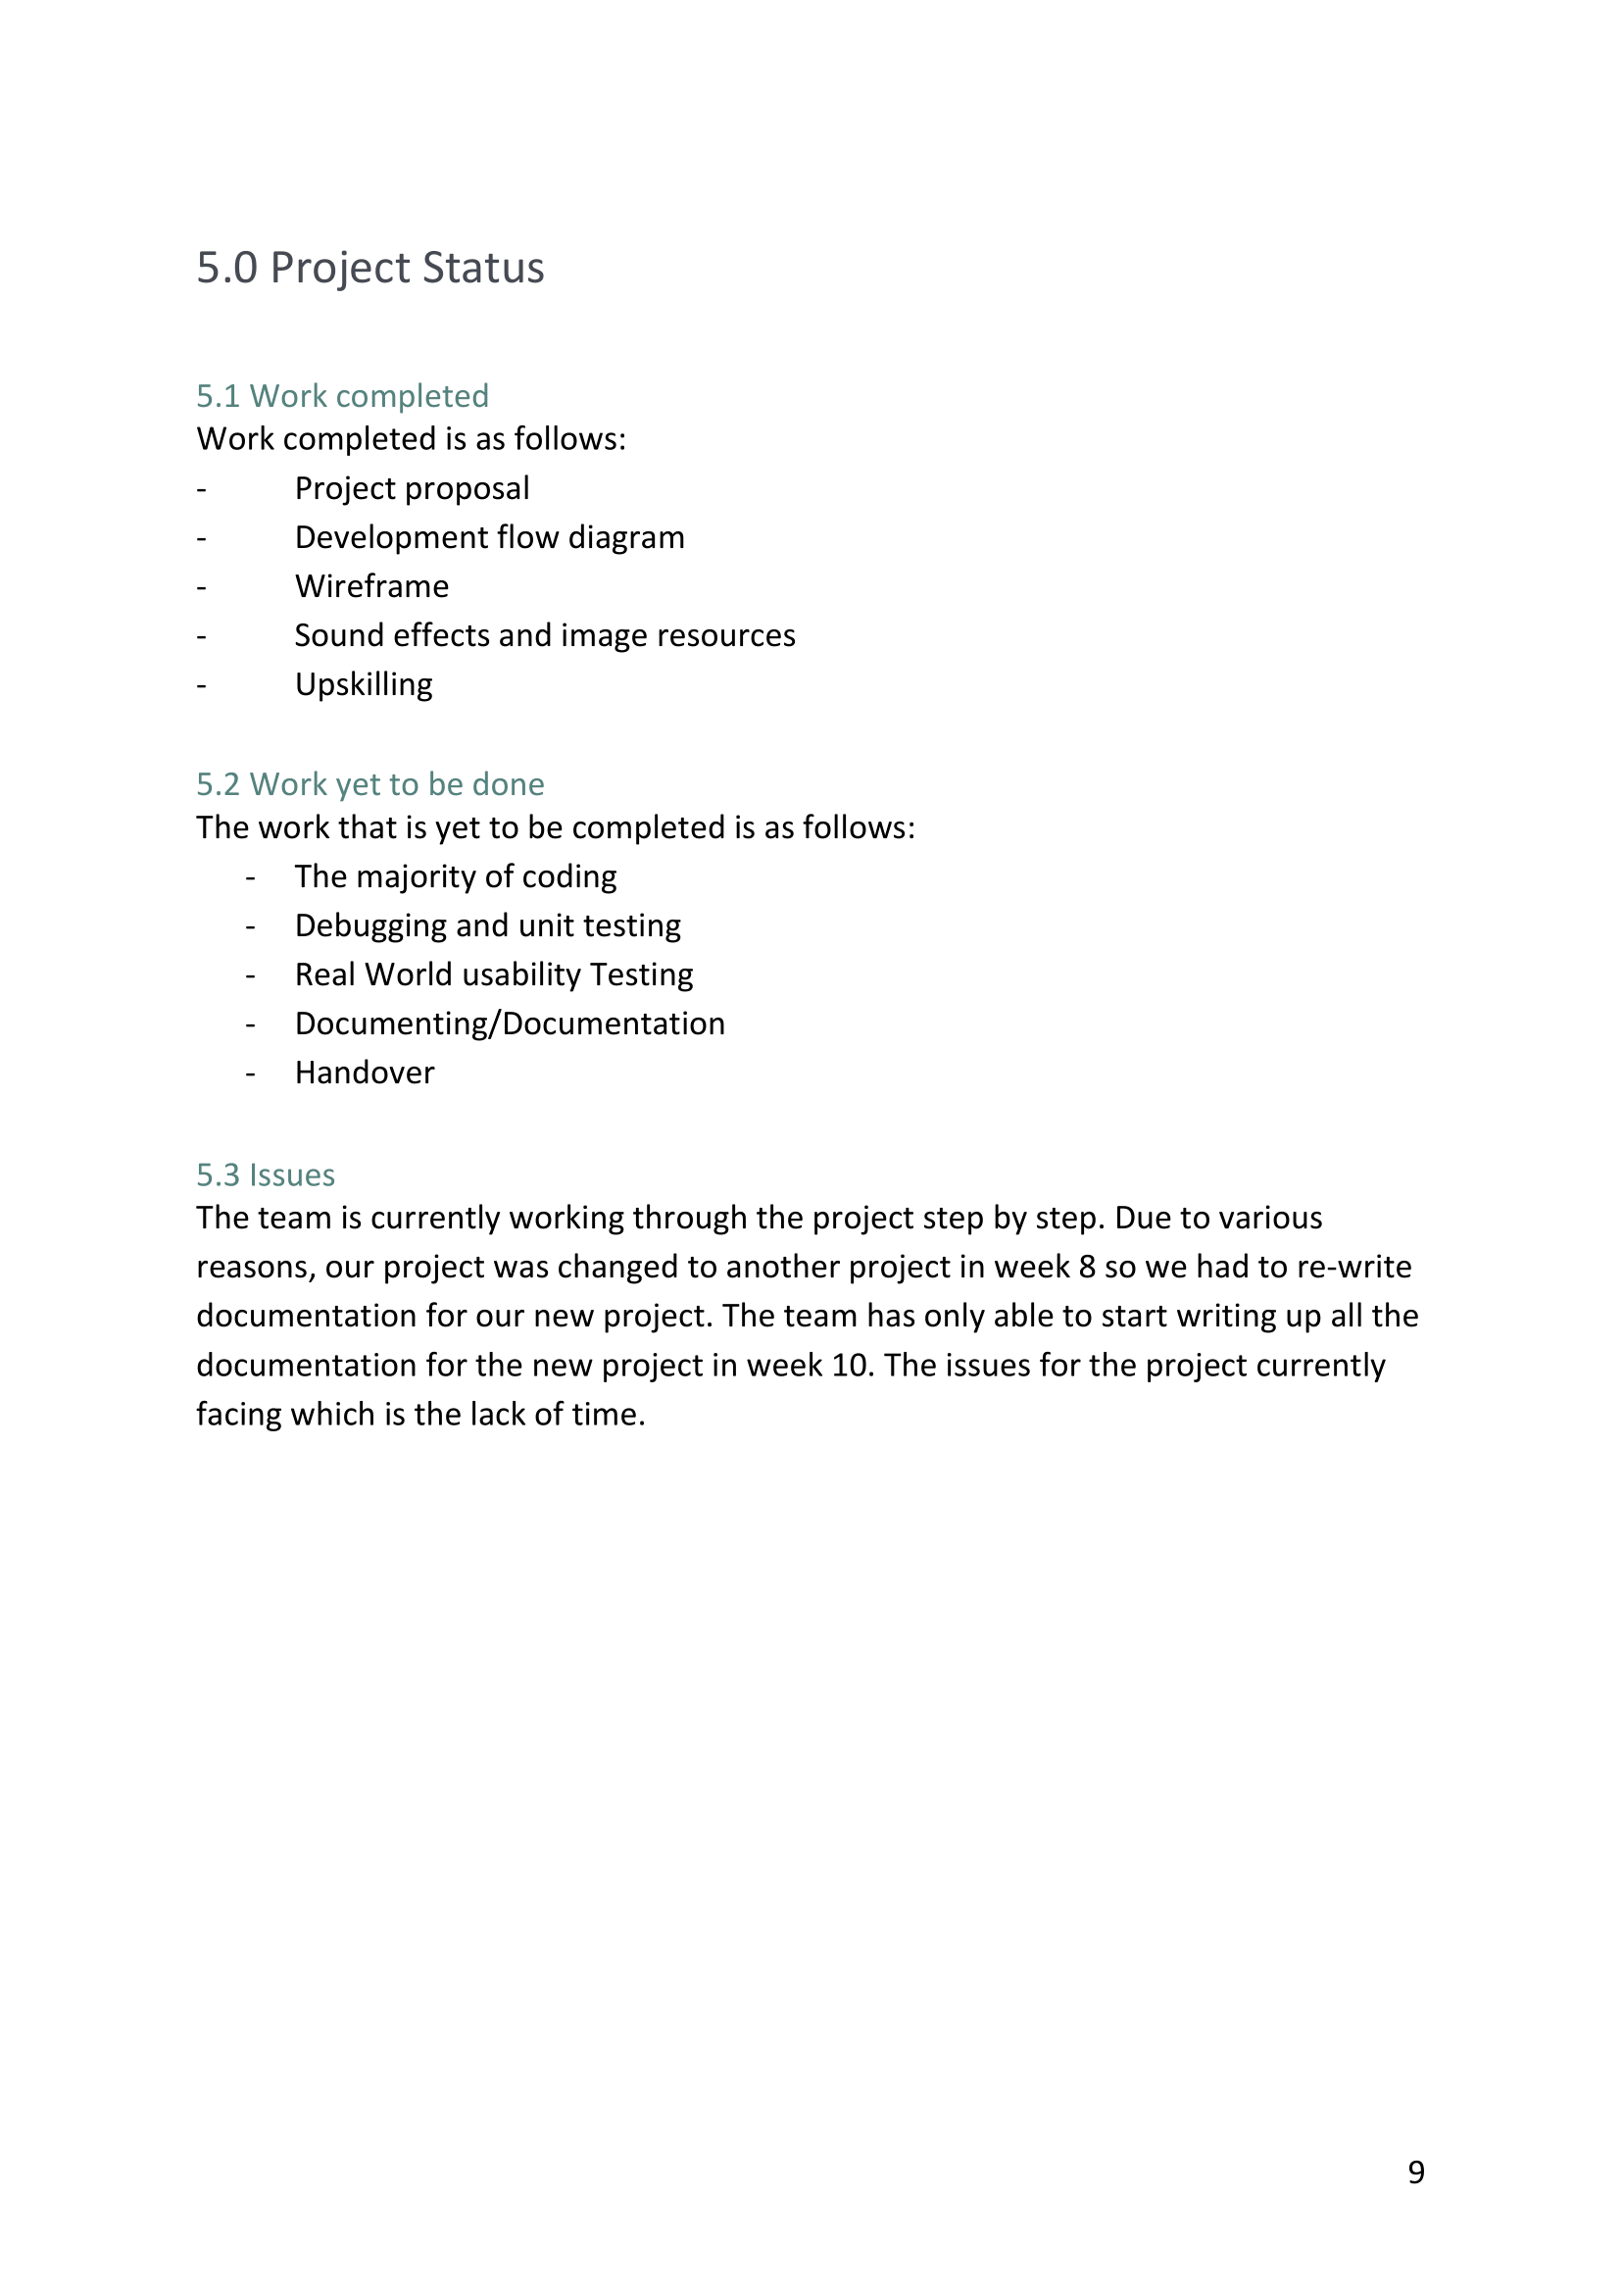 5.0 Project Status
5.1 Work completed
Work completed is as follows:
- Project proposal
- Development flow diagram
- Wireframe
- Sound effects and image resources
- Upskilling
5.2 Work yet to be done
The work that is yet to be completed is as follows:
- The majority of coding
- Debugging and unit testing
- Real World usability Testing
- Documenting/Documentation
- Handover
5.3 Issues
The team is currently working through the project step by step. Due to various
reasons, our project was changed to another project in week 8 so we had to re-write
documentation for our new project. The team has only able to start writing up all the
documentation for the new project in week 10. The issues for the project currently
facing which is the lack of time.
9